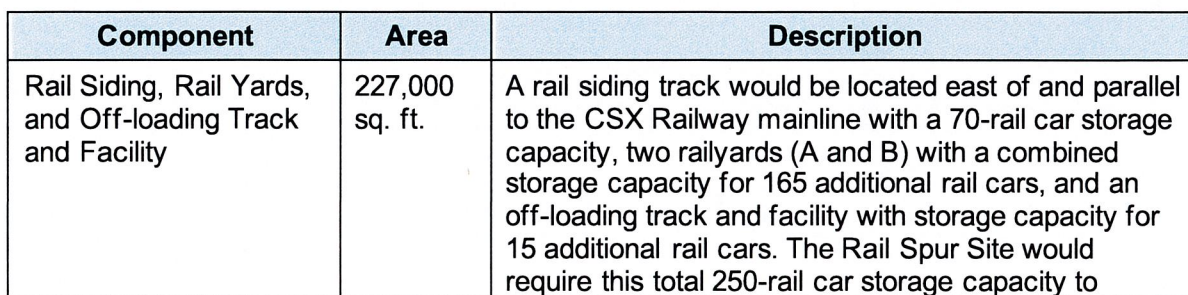 Component
Area
Description
Rail Siding, Rail Yards,
and Off-loading Track
and Facility
227,000
sq. ft.
A rail siding track would be located east of and parallel
to the CSX Railway mainline with a 70-rail car storage
capacity, two railyards (A and B) with a combined
storage capacity for 165 additional rail cars, and an
off-loading track and facility with storage capacity for
15 additional rail cars. The Rail Spur Site would
require this total 250-rail car storage capacity to